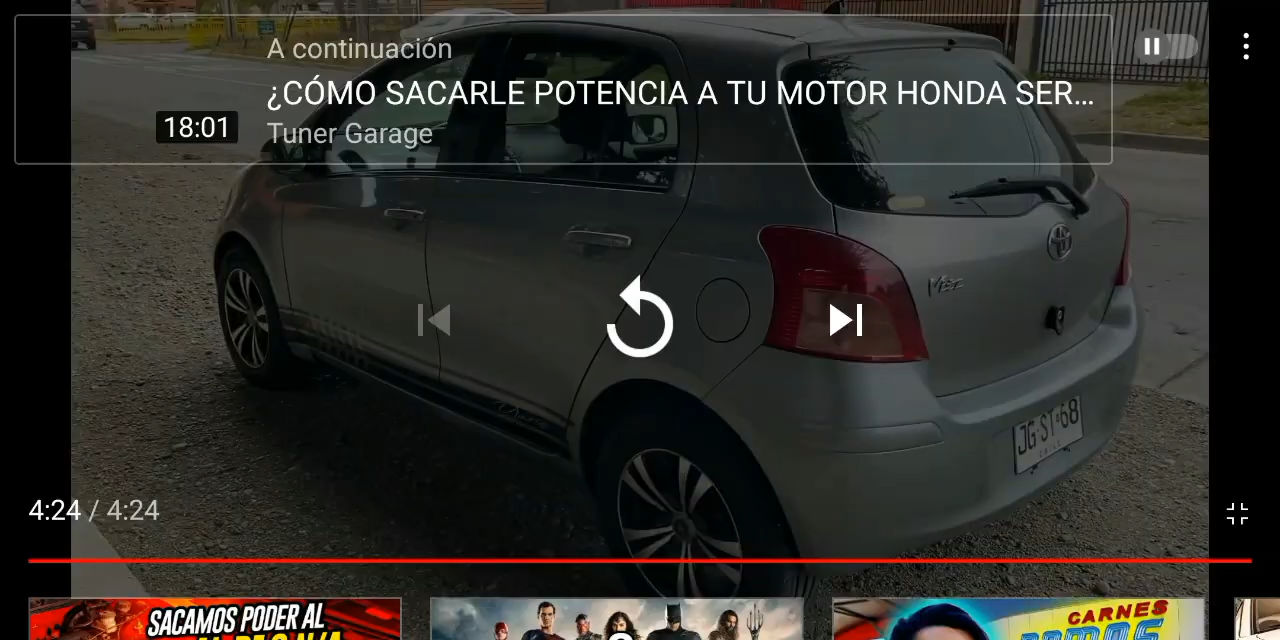 A continuación
¿CÓMO SACARLE POTENCIA A TU MOTOR HONDA SER...
18:01
Tuner Garage
JG·ST·68
CHILE
4:24 / 4:24
SACAMOS PODER AL
CARNES